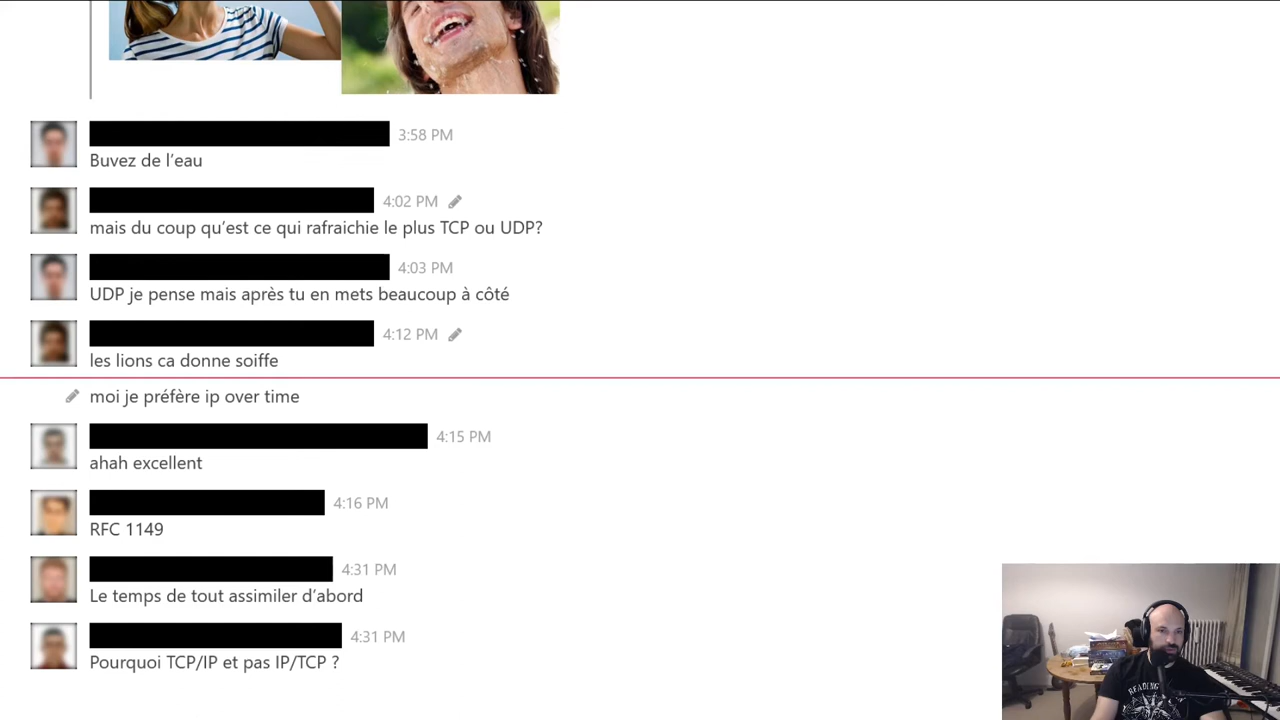 3:58 PM
Buvez de l’eau
4:02 PM
mais du coup qu’est ce qui rafraichie le plus TCP ou UDP?
4:03 PM
UDP je pense mais après tu en mets beaucoup à côté
4:12 PM
les lions ca donne soiffe
moi je préfère ip over time
4:15 PM
ahah excellent
4:16 PM
RFC 1149
4:31 PM
Le temps de tout assimiler d’abord
4:31 PM
Pourquoi TCP/IP et pas IP/TCP ?
READING